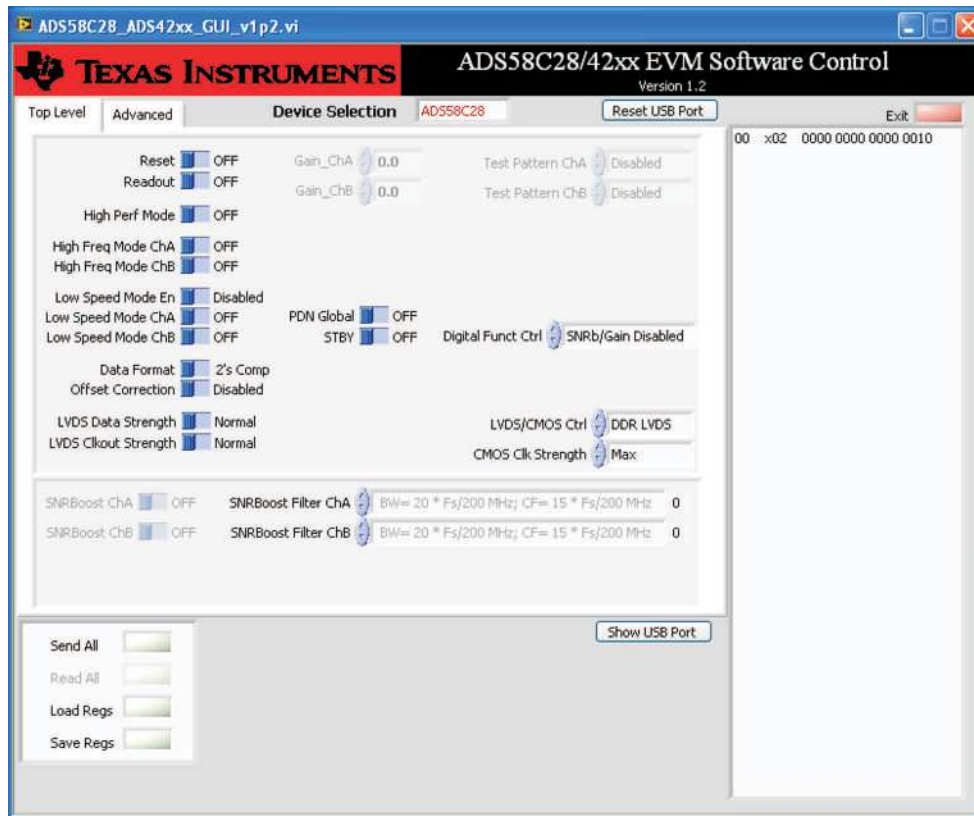 ADS58C28_ADS42xx_GUI_v1p2.vi
TEXAS INSTRUMENTS
ADS58C28/42xx EVM Software Control
Version 1.2
Top Level Advanced Device Selection ADS58C28 Reset USB Port Exit
00 x02 0000 0000 0000 0010
Reset OFF Gain_ChA 0.0 Test Pattern ChA Disabled
Readout OFF Gain_ChB 0.0 Test Pattern ChB Disabled
High Perf Mode OFF
High Freq Mode ChA OFF
High Freq Mode ChB OFF
Low Speed Mode En Disabled
Low Speed Mode ChA OFF PDN Global OFF
Low Speed Mode ChB OFF STBY OFF Digital Funct Ctrl SNRb/Gain Disabled
Data Format 2's Comp
Offset Correction Disabled
LVDS Data Strength Normal LVDS/CMOS Ctrl DDR LVDS
LVDS Clkout Strength Normal CMOS Clk Strength Max
SNRBoost ChA OFF SNRBoost Filter ChA BW= 20 * Fs/200 MHz; CF= 15 * Fs/200 MHz 0
SNRBoost ChB OFF SNRBoost Filter ChB BW= 20 * Fs/200 MHz; CF= 15 * Fs/200 MHz 0
Show USB Port
Send All
Read All
Load Regs
Save Regs